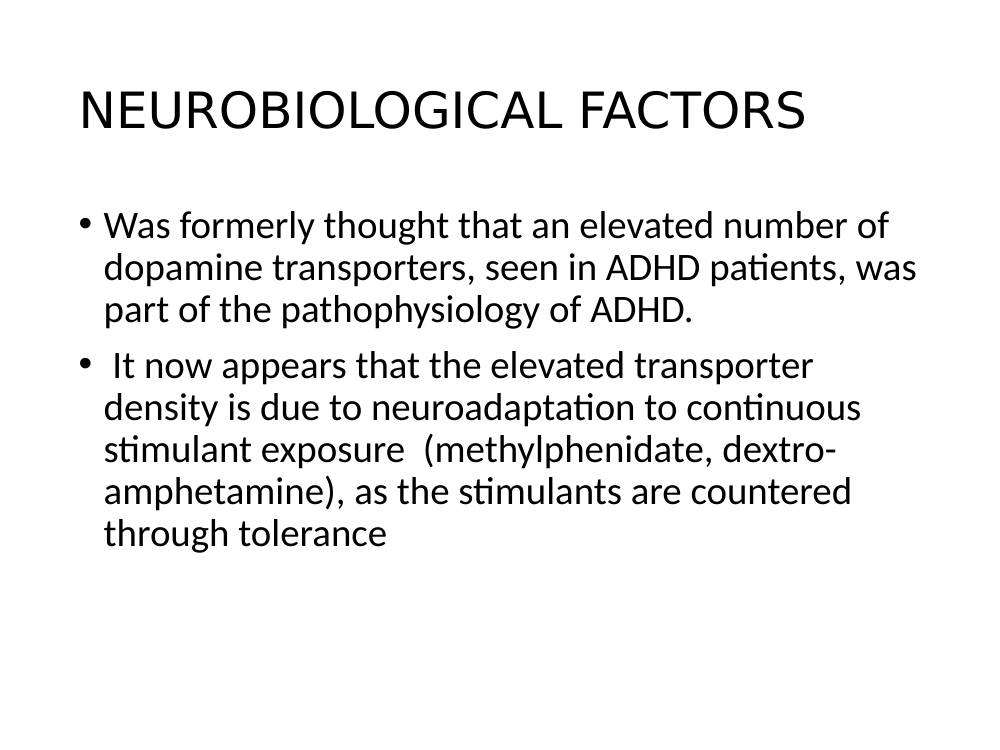 NEUROBIOLOGICAL FACTORS
• Was formerly thought that an elevated number of
dopamine transporters, seen in ADHD patients, was
part of the pathophysiology of ADHD.
• It now appears that the elevated transporter
density is due to neuroadaptation to continuous
stimulant exposure  (methylphenidate, dextro-
amphetamine), as the stimulants are countered
through tolerance